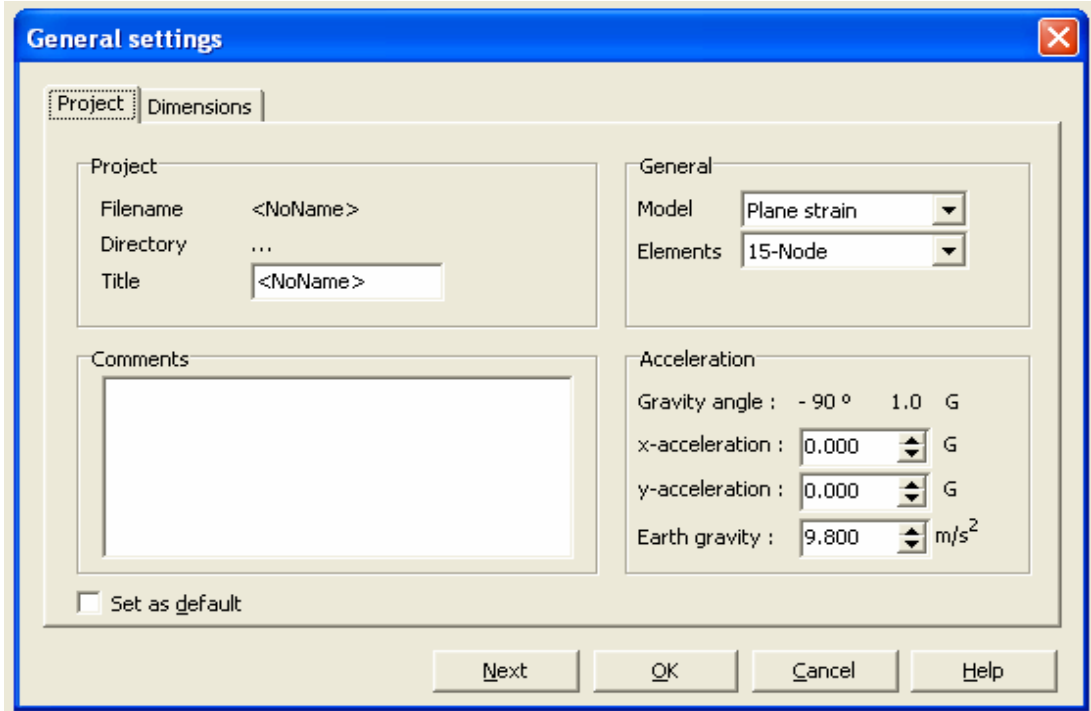 General settings
Project
Dimensions
Project
Filename <NoName>
Directory ...
Title <NoName>
General
Model Plane strain
Elements 15-Node
Comments
Acceleration
Gravity angle : - 90 º 1.0 G
x-acceleration : 0.000 G
y-acceleration : 0.000 G
Earth gravity : 9.800 m/s²
Set as default
Next
OK
Cancel
Help